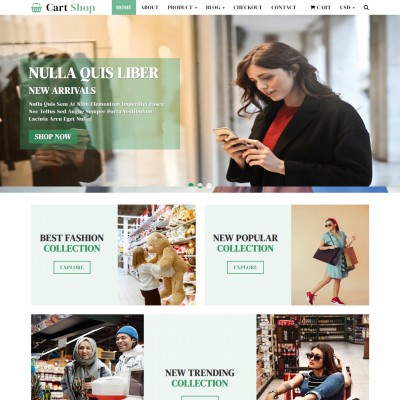 Cart Shop
HOME ABOUT PRODUCT BLOG CHECKOUT CONTACT CART USD
NULLA QUIS LIBER
NEW ARRIVALS
Nulla Quis Sem At Nibh Elementum Imperdiet Fusce
Nec Tellus Sed Augue Semper Porta Vestibulum
Lacinia Arcu Eget Nulla!
SHOP NOW
BEST FASHION
COLLECTION
EXPLORE
NEW POPULAR
COLLECTION
EXPLORE
NEW TRENDING
COLLECTION